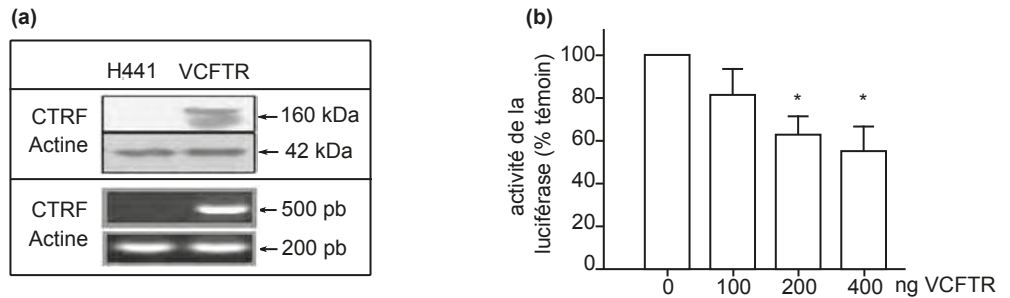 (a)
H441 VCFTR
CTRF
← 160 kDa
Actine
← 42 kDa
CTRF
← 500 pb
Actine
← 200 pb
(b)
activité de la
luciférase (% témoin)
100
80
60
40
20
0
* *
0 100 200 400 ng VCFTR